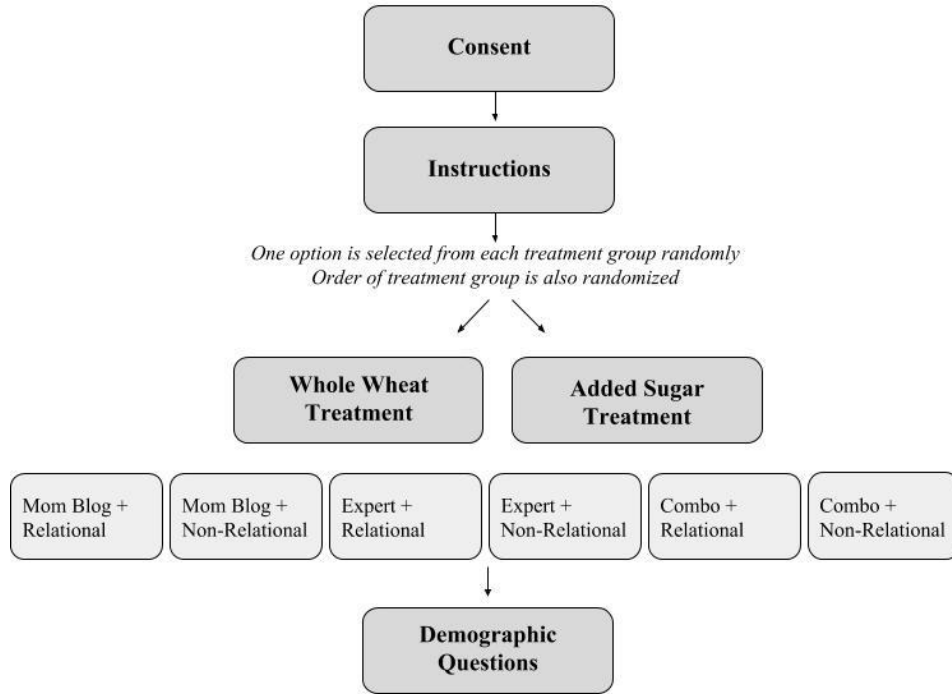 Consent
Instructions
One option is selected from each treatment group randomly
Order of treatment group is also randomized
Whole Wheat
Treatment
Added Sugar
Treatment
Mom Blog +
Relational
Mom Blog +
Non-Relational
Expert +
Relational
Expert +
Non-Relational
Combo +
Relational
Combo +
Non-Relational
Demographic
Questions